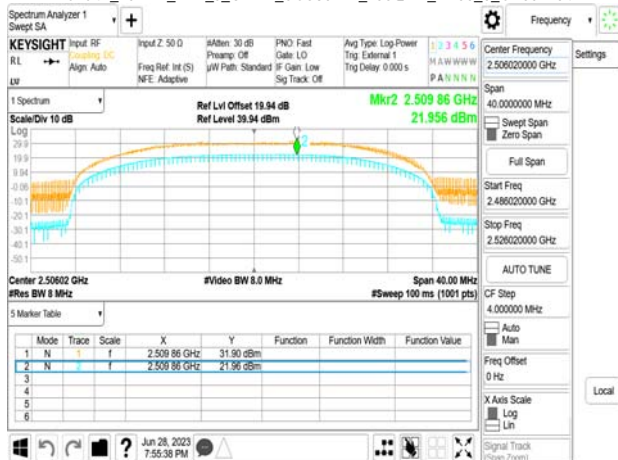 Spectrum Analyzer 1
Swept SA
Frequency
KEYSIGHT
Input: RF
Coupling: DC
Align: Auto
RL
Input Z: 50 Ω
Freq Ref: Int (S)
NFE: Adaptive
#Atten: 30 dB
Preamp: Off
µW Path: Standard
PNO: Fast
Gate: LO
IF Gain: Low
Sig Track: Off
Avg Type: Log-Power
Trig: External 1
Trig Delay: 0.000 s
1 2 3 4 5 6
M A W W W W
P A N N N N
1 Spectrum
Scale/Div 10 dB
Log
Ref Lvl Offset 19.94 dB
Ref Level 39.94 dBm
Mkr2 2.509 86 GHz
21.956 dBm
29.9
19.9
9.94
-0.06
-10.1
-20.1
-30.1
-40.1
-50.1
2
Center 2.50602 GHz
#Res BW 8 MHz
#Video BW 8.0 MHz
Span 40.00 MHz
#Sweep 100 ms (1001 pts)
5 Marker Table
Mode Trace Scale X Y Function Function Width Function Value
1 N 1 f 2.509 86 GHz 31.90 dBm
2 N 2 f 2.509 86 GHz 21.96 dBm
3
4
5
6
Jun 28, 2023
7:55:38 PM
Center Frequency
2.506020000 GHz
Span
40.0000000 MHz
Swept Span
Zero Span
Full Span
Start Freq
2.486020000 GHz
Stop Freq
2.526020000 GHz
AUTO TUNE
CF Step
4.000000 MHz
Auto
Man
Freq Offset
0 Hz
X Axis Scale
Log
Lin
Signal Track
(Span Zoom)
Settings
Local